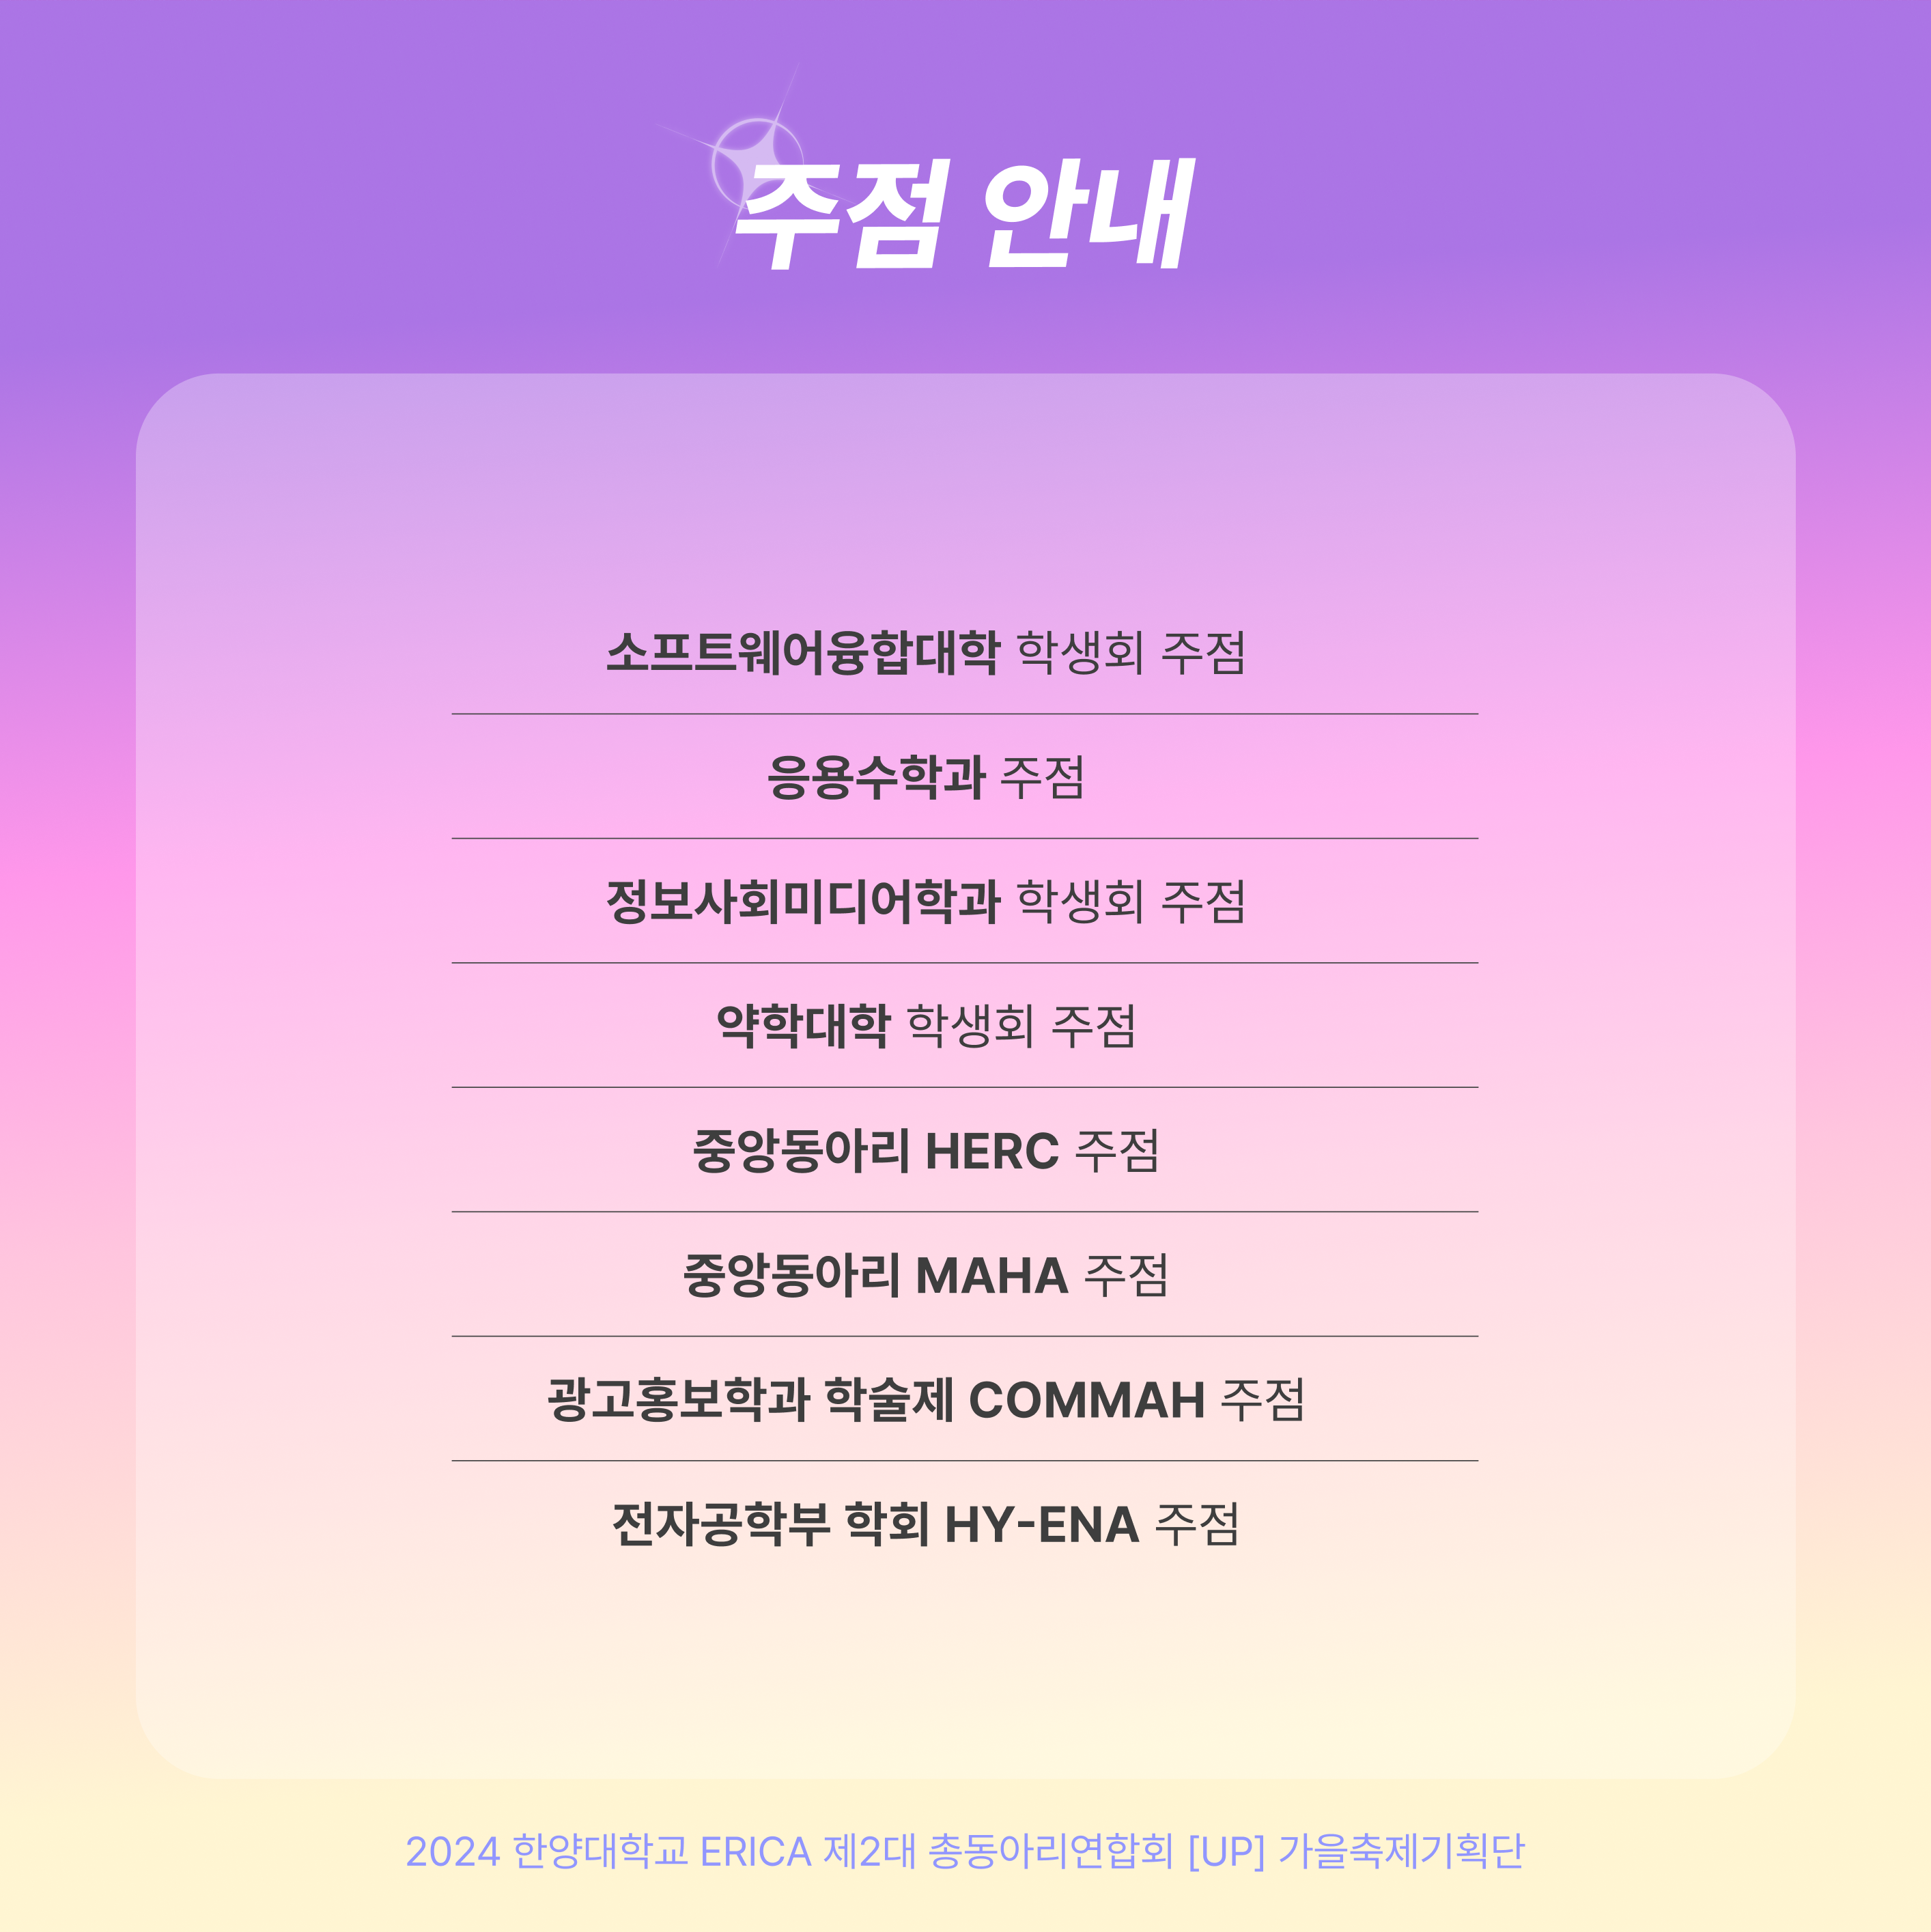 주점 안내
소프트웨어융합대학 학생회 주점
응용수학과 주점
정보사회미디어학과 학생회 주점
약학대학 학생회 주점
중앙동아리 HERC 주점
중앙동아리 MAHA 주점
광고홍보학과 학술제 COMMAH 주점
전자공학부 학회 HY-ENA 주점
2024 한양대학교 ERICA 제2대 총동아리연합회 [UP] 가을축제기획단